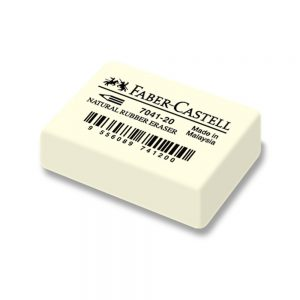 FABER-CASTELL
7041-20
NATURAL RUBBER ERASER
Made in
Malaysia
9 556089 741200